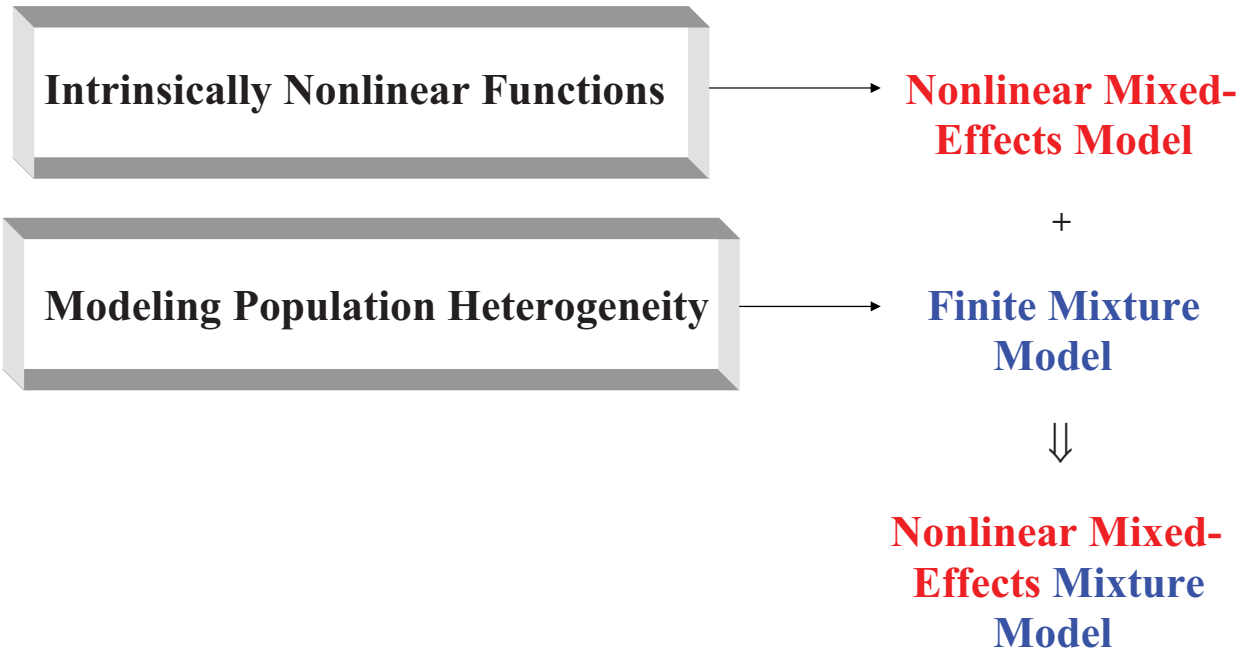 Intrinsically Nonlinear Functions
Nonlinear Mixed-
Effects Model
+
Modeling Population Heterogeneity
Finite Mixture
Model
⇓
Nonlinear Mixed-
Effects Mixture
Model